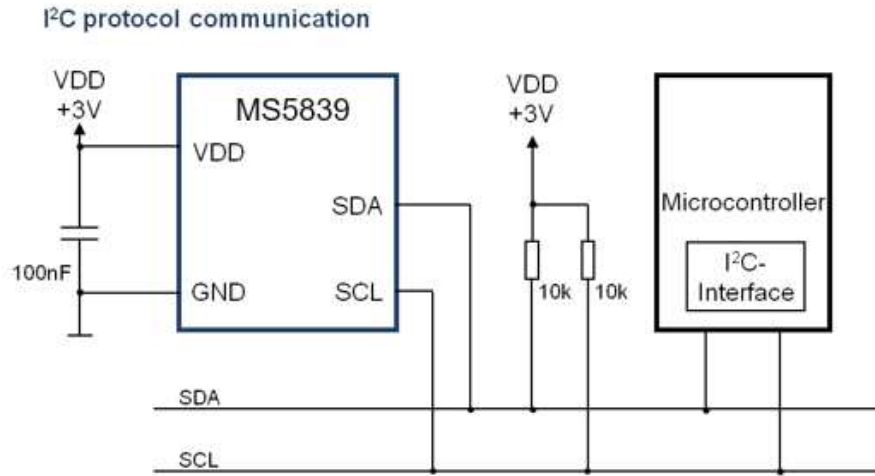 I²C protocol communication
VDD
+3V
MS5839
VDD
SDA
GND
SCL
100nF
VDD
+3V
10k
10k
Microcontroller
I²C-
Interface
SDA
SCL